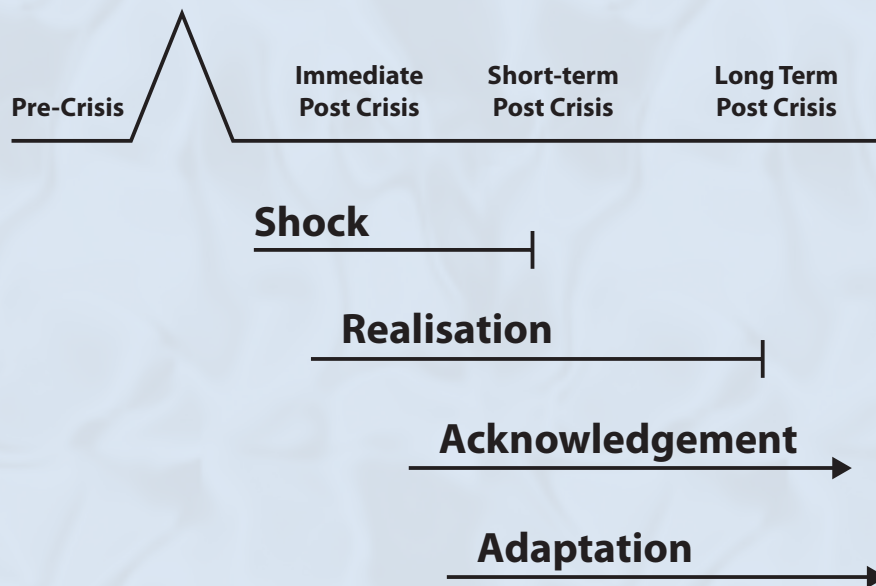 Pre-Crisis
Immediate
Post Crisis
Short-term
Post Crisis
Long Term
Post Crisis
Shock
Realisation
Acknowledgement
Adaptation